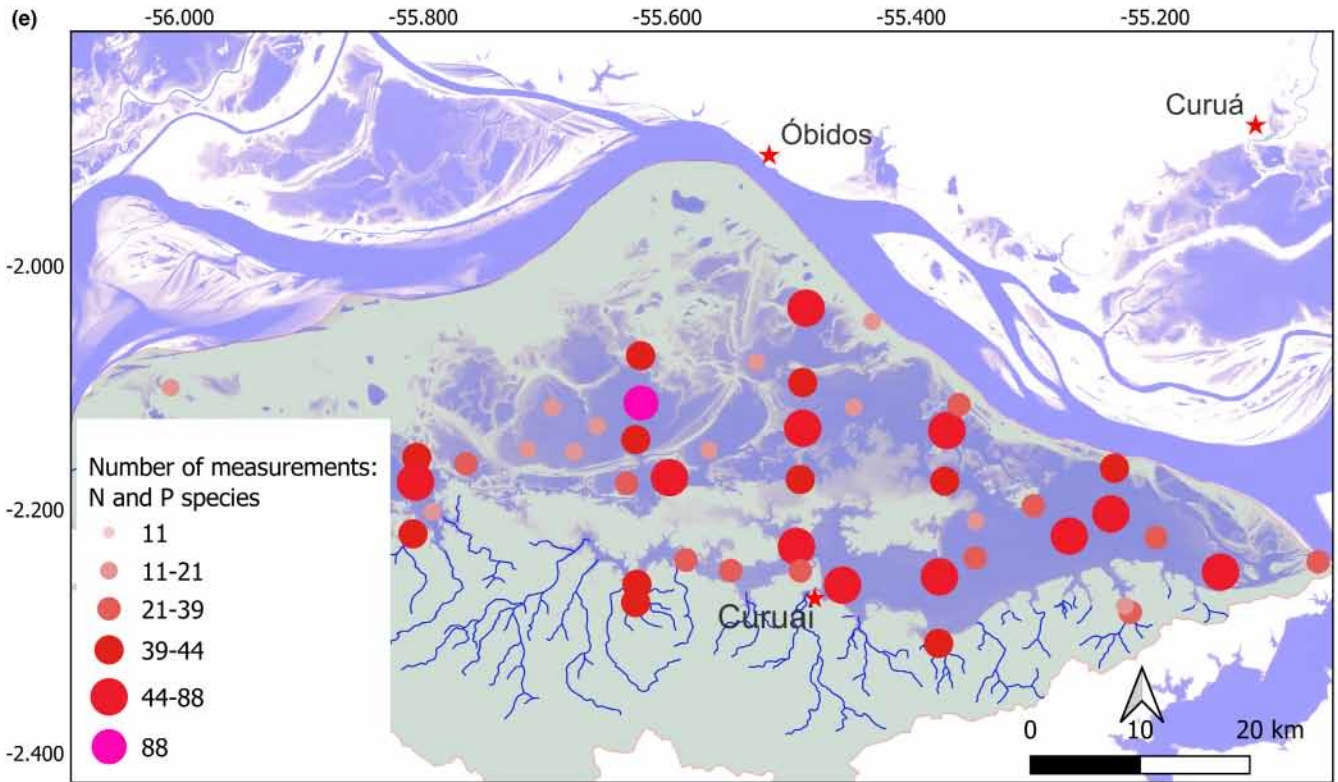 (e)
-56.000 -55.800 -55.600 -55.400 -55.200
Curuá
Óbidos
-2.000
-2.200
-2.400
Number of measurements:
N and P species
11
11-21
21-39
39-44
44-88
88
Curuai
0 10 20 km